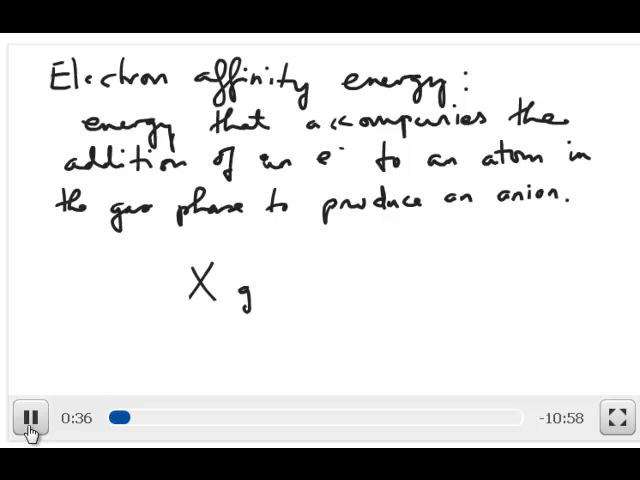 Electron affinity energy:
energy that accompanies the
addition of an e⁻ to an atom in
the gas phase to produce an anion.
X g
0:36
-10:58